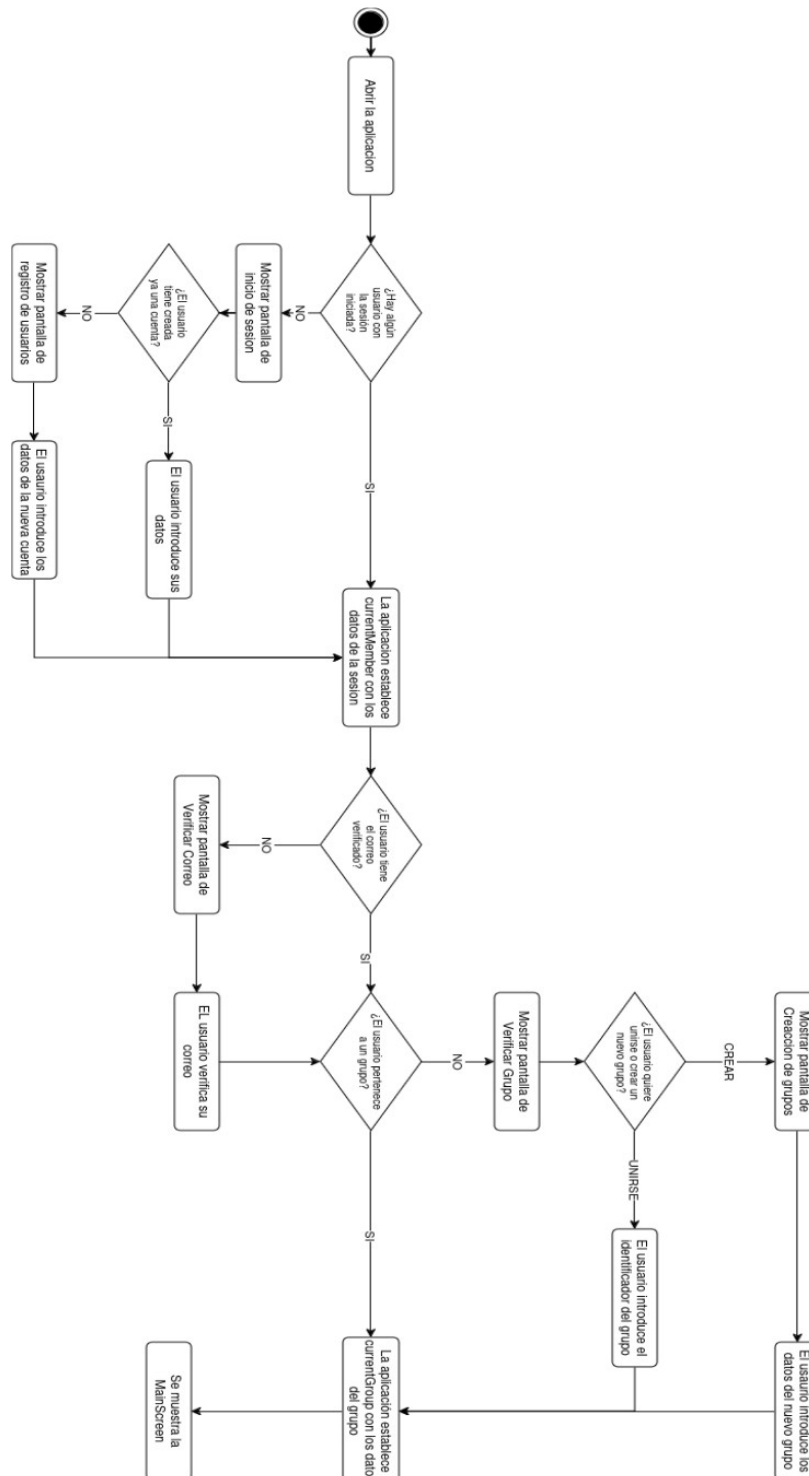 Abrir la aplicacion
¿Hay algún
usuario con
la sesión
iniciada?
NO
Mostrar pantalla de
inicio de sesion
¿El usuario
tiene creada
ya una cuenta?
NO
Mostrar pantalla de
registro de usuarios
El usaurio introduce los
datos de la nueva cuenta
SI
El usuario introduce sus
datos
SI
La aplicacion establece
currentMember con los
datos de la sesion
¿El usuario tiene
el correo
verificado?
NO
Mostrar pantalla de
Verificar Correo
EL usuario verifica su
correo
SI
¿El usuario pertenece
a un grupo?
NO
Mostrar pantalla de
Verificar Grupo
¿El usuario quiere
unirse o crear un
nuevo grupo?
CREAR
Mostrar pantalla de
Creaccion de grupos
El usaurio introduce los
datos del nuevo grupo
UNIRSE
El usuario introduce el
identificador del grupo
SI
La aplicación establece
currentGroup con los dato
del grupo
Se muestra la
MainScreen